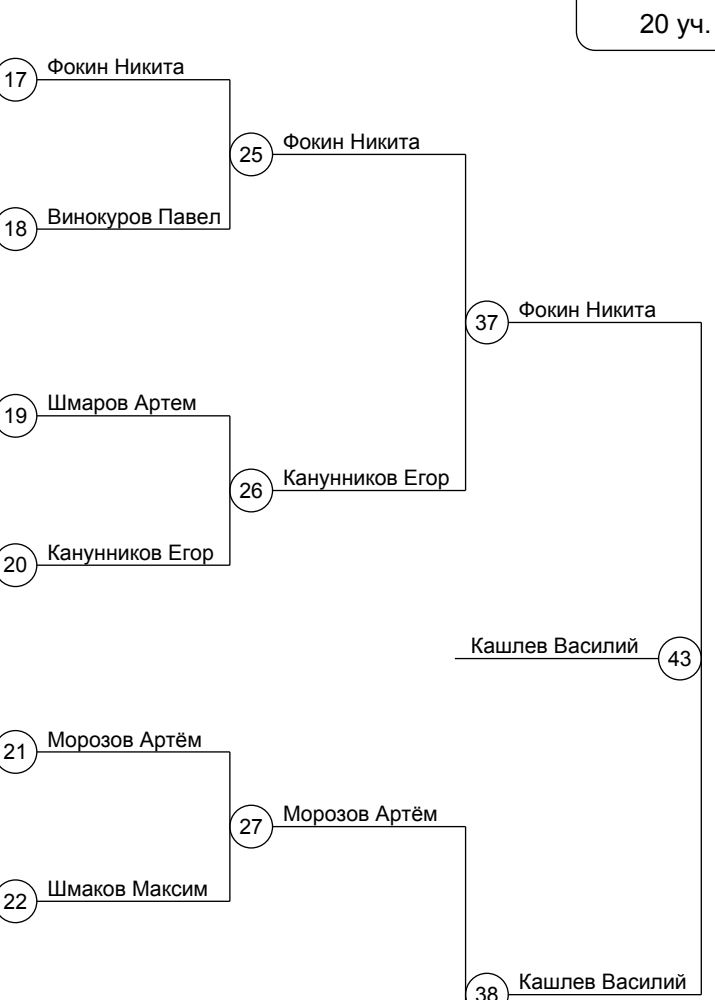 20 уч.
17 Фокин Никита
25 Фокин Никита
18 Винокуров Павел
37 Фокин Никита
19 Шмаров Артем
26 Канунников Егор
20 Канунников Егор
Кашлев Василий 43
21 Морозов Артём
27 Морозов Артём
22 Шмаков Максим
38 Кашлев Василий